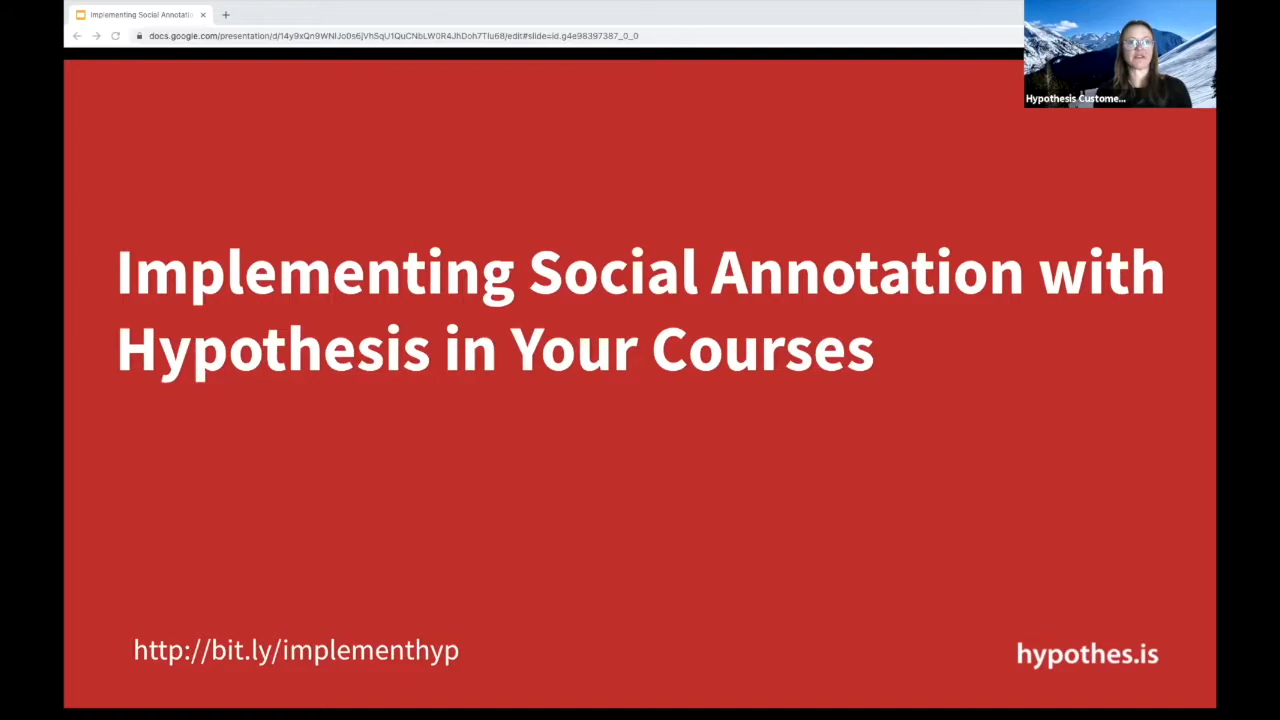 Implementing Social Annotatio
docs.google.com/presentation/d/14y9xQn9WNIJo0s6jVhSqU1QuCNbLW0R4JhDoh7Tlu68/edit#slide=id.g4e98397387_0_0
Hypothesis Custome...
Implementing Social Annotation with
Hypothesis in Your Courses
http://bit.ly/implementhyp
hypothes.is